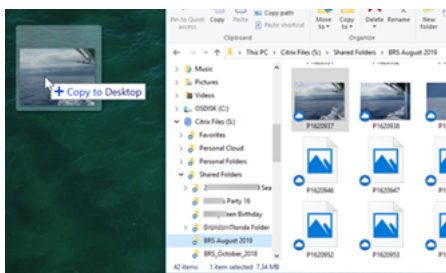 Pin to Quick access
Copy
Paste
Copy path
Paste shortcut
Move to
Copy to
Delete
Rename
New folder
Clipboard
Organize
This PC > Citrix Files (S:) > Shared Folders > BRS August 2019
Music
Pictures
Videos
OSDISK (C:)
Citrix Files (S:)
Favorites
Personal Cloud
Personal Folders
Shared Folders
2 Sea
s Party 16
Birthday
Florida Folder
BRS August 2019
BRS_October_2018
42 items 1 item selected 7.34 MB
+ Copy to Desktop
P1620937
P1620938
P1620946
P1620947
P1620952
P1620953